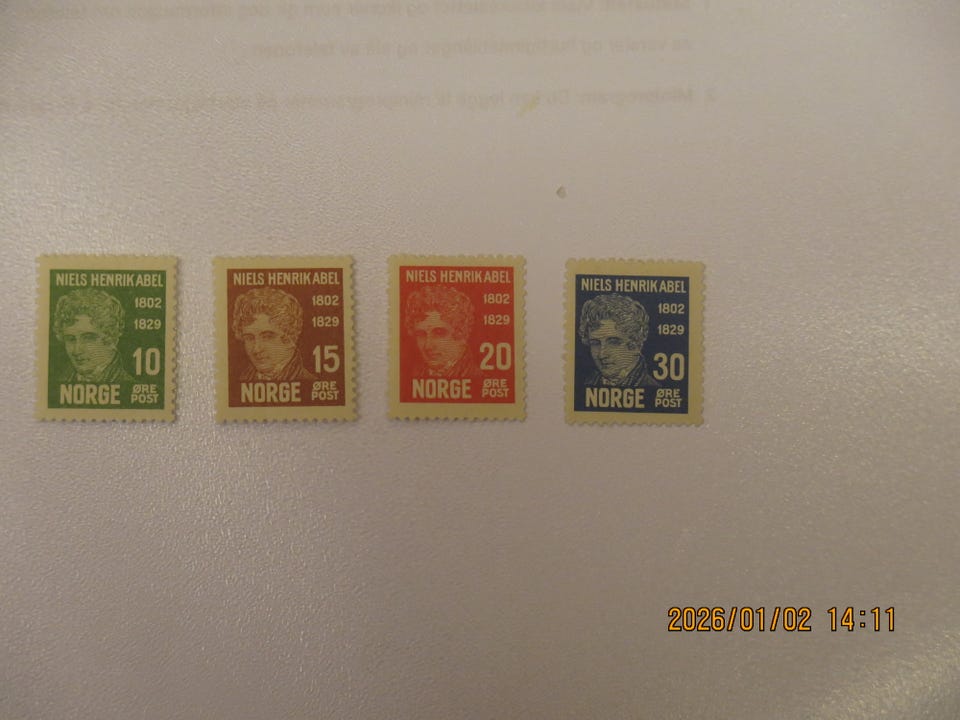 NIELS HENRIK ABEL
1802
1829
10
NORGE ØRE
POST
NIELS HENRIK ABEL
1802
1829
15
NORGE ØRE
POST
NIELS HENRIK ABEL
1802
1829
20
NORGE ØRE
POST
NIELS HENRIK ABEL
1802
1829
30
NORGE ØRE
POST
2026/01/02 14:11